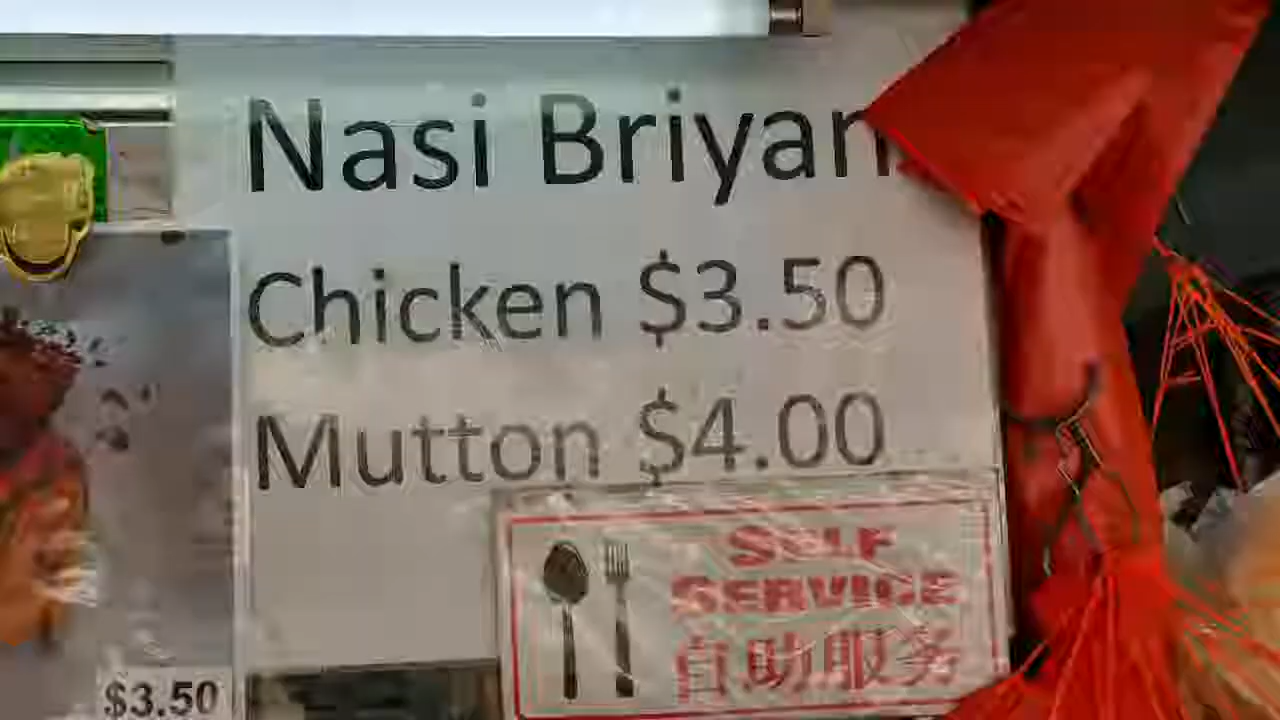 Nasi Briyan
Chicken $3.50
Mutton $4.00
SELF
SERVICE
自助服务
$3.50